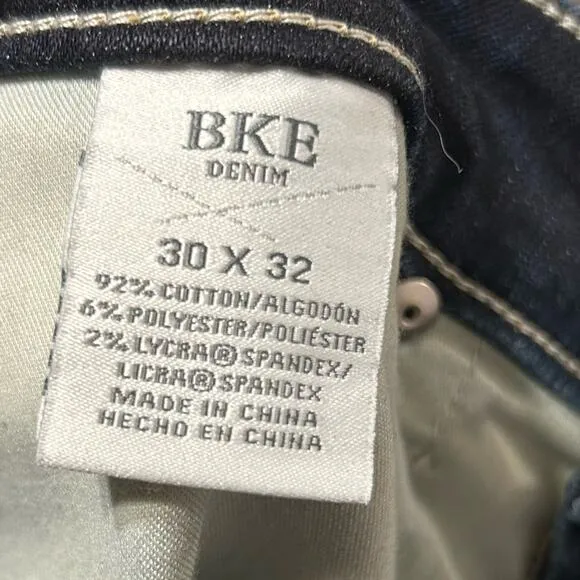 BKE
DENIM
30 X 32
92% COTTON/ALGODÓN
6% POLYESTER/POLIÉSTER
2% LYCRA® SPANDEX/
LICRA® SPANDEX
MADE IN CHINA
HECHO EN CHINA